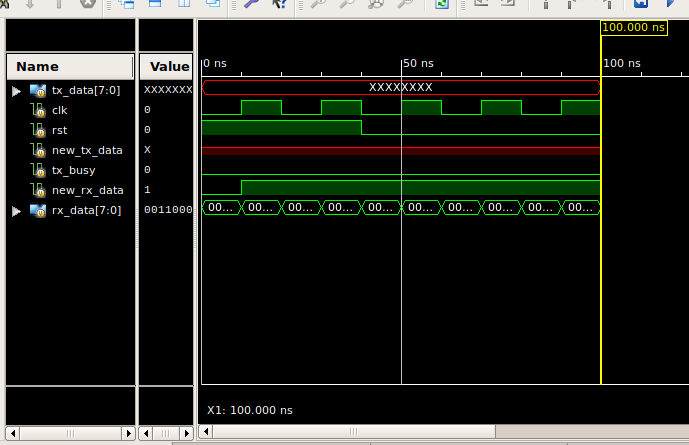 100.000 ns
Name Value
0 ns 50 ns 100 ns
tx_data[7:0] XXXXXXX XXXXXXXX
clk 0
rst 0
new_tx_data X
tx_busy 0
new_rx_data 1
rx_data[7:0] 0011000 00... 00... 00... 00... 00... 00... 00... 00... 00... 00...
X1: 100.000 ns